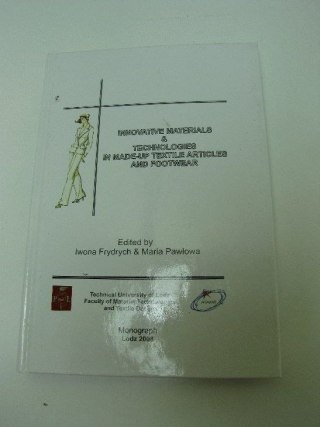 INNOVATIVE MATERIALS
&
TECHNOLOGIES
IN MADE-UP TEXTILE ARTICLES
AND FOOTWEAR
Edited by
Iwona Frydrych & Maria Pawłowa
Technical University of Lodz
Faculty of Material Technologies
and Textile Design
Monograph
Lodz 2008